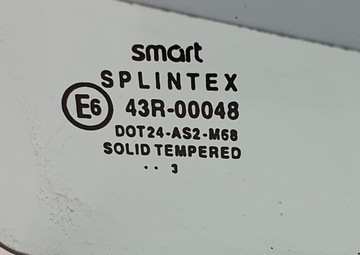 smart
SPLINTEX
E6 43R-00048
DOT24-AS2-M68
SOLID TEMPERED
·· 3